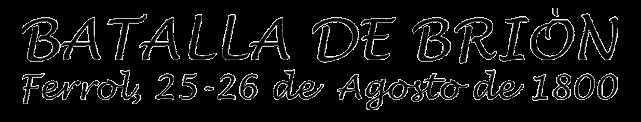 BATALLA DE BRIÓN
Ferrol, 25-26 de Agosto de 1800